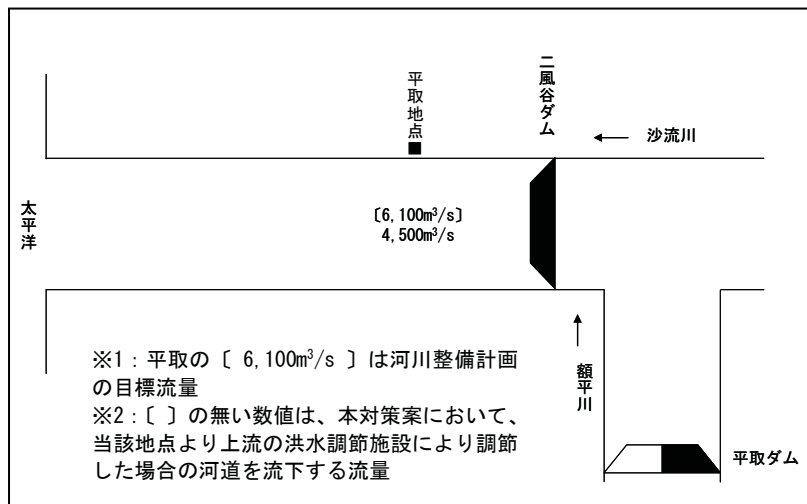 平取地点
二風谷ダム
沙流川
太平洋
〔6,100m³/s〕
4,500m³/s
額平川
平取ダム
※1：平取の〔 6,100m³/s 〕は河川整備計画
の目標流量
※2：〔 〕の無い数値は、本対策案において、
当該地点より上流の洪水調節施設により調節
した場合の河道を流下する流量